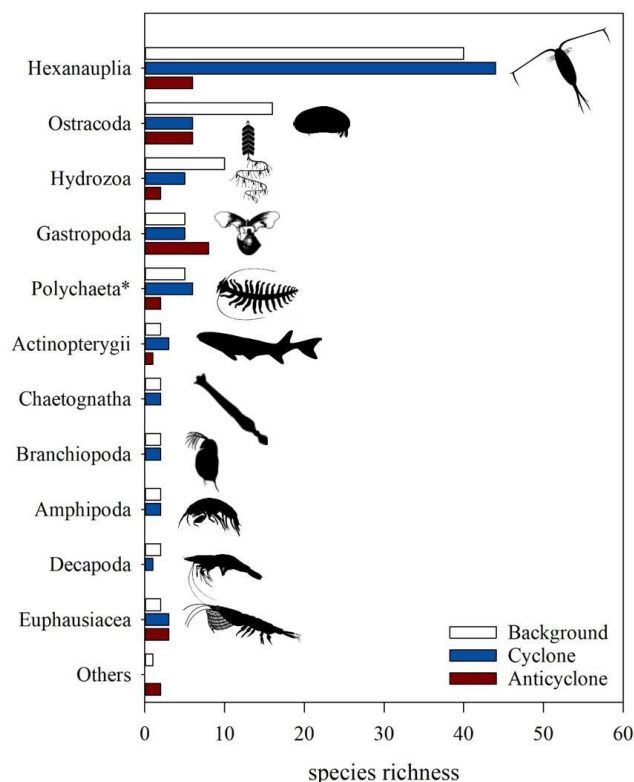 Hexanauplia
Ostracoda
Hydrozoa
Gastropoda
Polychaeta*
Actinopterygii
Chaetognatha
Branchiopoda
Amphipoda
Decapoda
Euphausiacea
Others
Background
Cyclone
Anticyclone
0 10 20 30 40 50 60
species richness